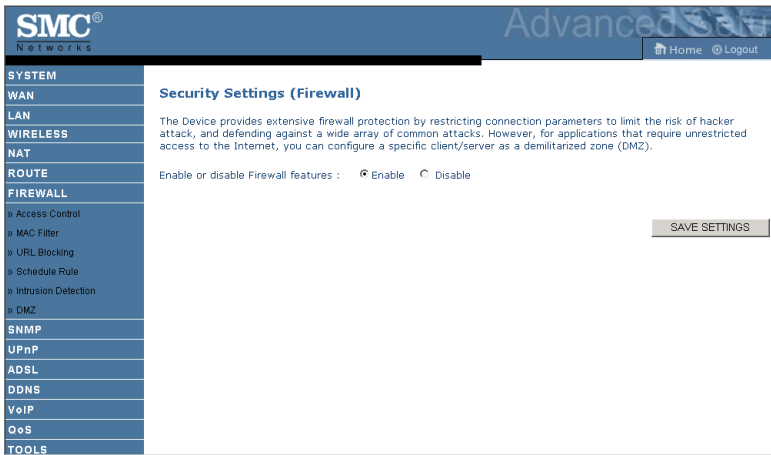 SMC®
Networks
Advanced Setup
Home Logout
SYSTEM
WAN
LAN
WIRELESS
NAT
ROUTE
FIREWALL
» Access Control
» MAC Filter
» URL Blocking
» Schedule Rule
» Intrusion Detection
» DMZ
SNMP
UPnP
ADSL
DDNS
VoIP
QoS
TOOLS
Security Settings (Firewall)
The Device provides extensive firewall protection by restricting connection parameters to limit the risk of hacker
attack, and defending against a wide array of common attacks. However, for applications that require unrestricted
access to the Internet, you can configure a specific client/server as a demilitarized zone (DMZ).
Enable or disable Firewall features : Enable Disable
SAVE SETTINGS